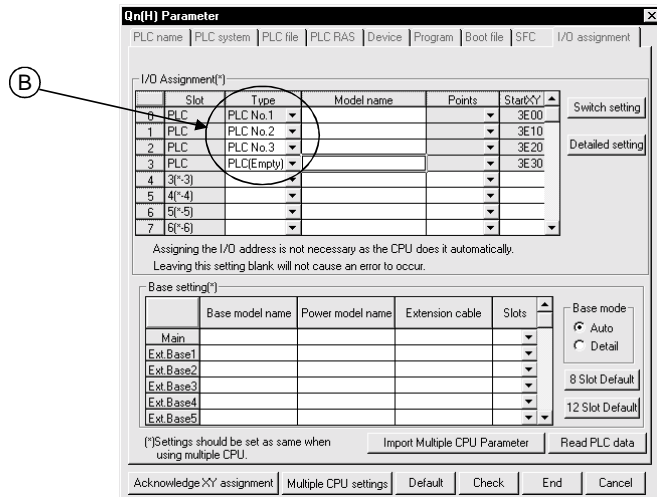 Qn(H) Parameter
PLC name PLC system PLC file PLC RAS Device Program Boot file SFC I/O assignment
B
I/O Assignment(*)
Slot Type Model name Points StartXY
0 PLC PLC No.1 3E00
1 PLC PLC No.2 3E10
2 PLC PLC No.3 3E20
3 PLC PLC(Empty) 3E30
4 3(*-3)
5 4(*-4)
6 5(*-5)
7 6(*-6)
Switch setting
Detailed setting
Assigning the I/O address is not necessary as the CPU does it automatically.
Leaving this setting blank will not cause an error to occur.
Base setting(*)
Base model name Power model name Extension cable Slots
Main
Ext.Base1
Ext.Base2
Ext.Base3
Ext.Base4
Ext.Base5
Base mode
Auto
Detail
8 Slot Default
12 Slot Default
(*)Settings should be set as same when
using multiple CPU.
Import Multiple CPU Parameter Read PLC data
Acknowledge XY assignment Multiple CPU settings Default Check End Cancel